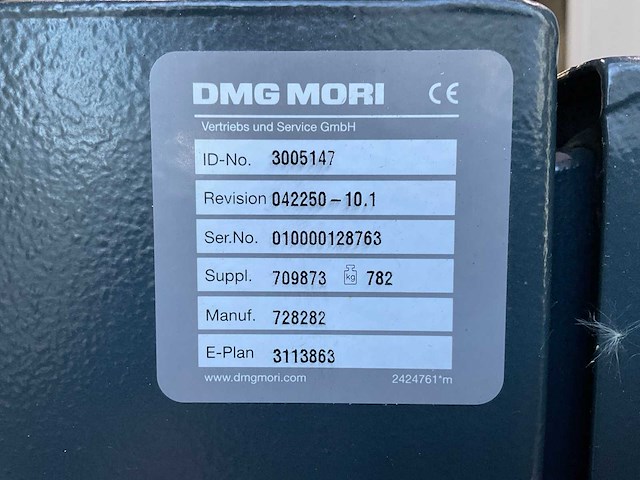 DMG MORI CE
Vertriebs und Service GmbH
ID-No. 3005147
Revision 042250-10.1
Ser.No. 010000128763
Suppl. 709873 kg 782
Manuf. 728282
E-Plan 3113863
www.dmgmori.com 2424761*m